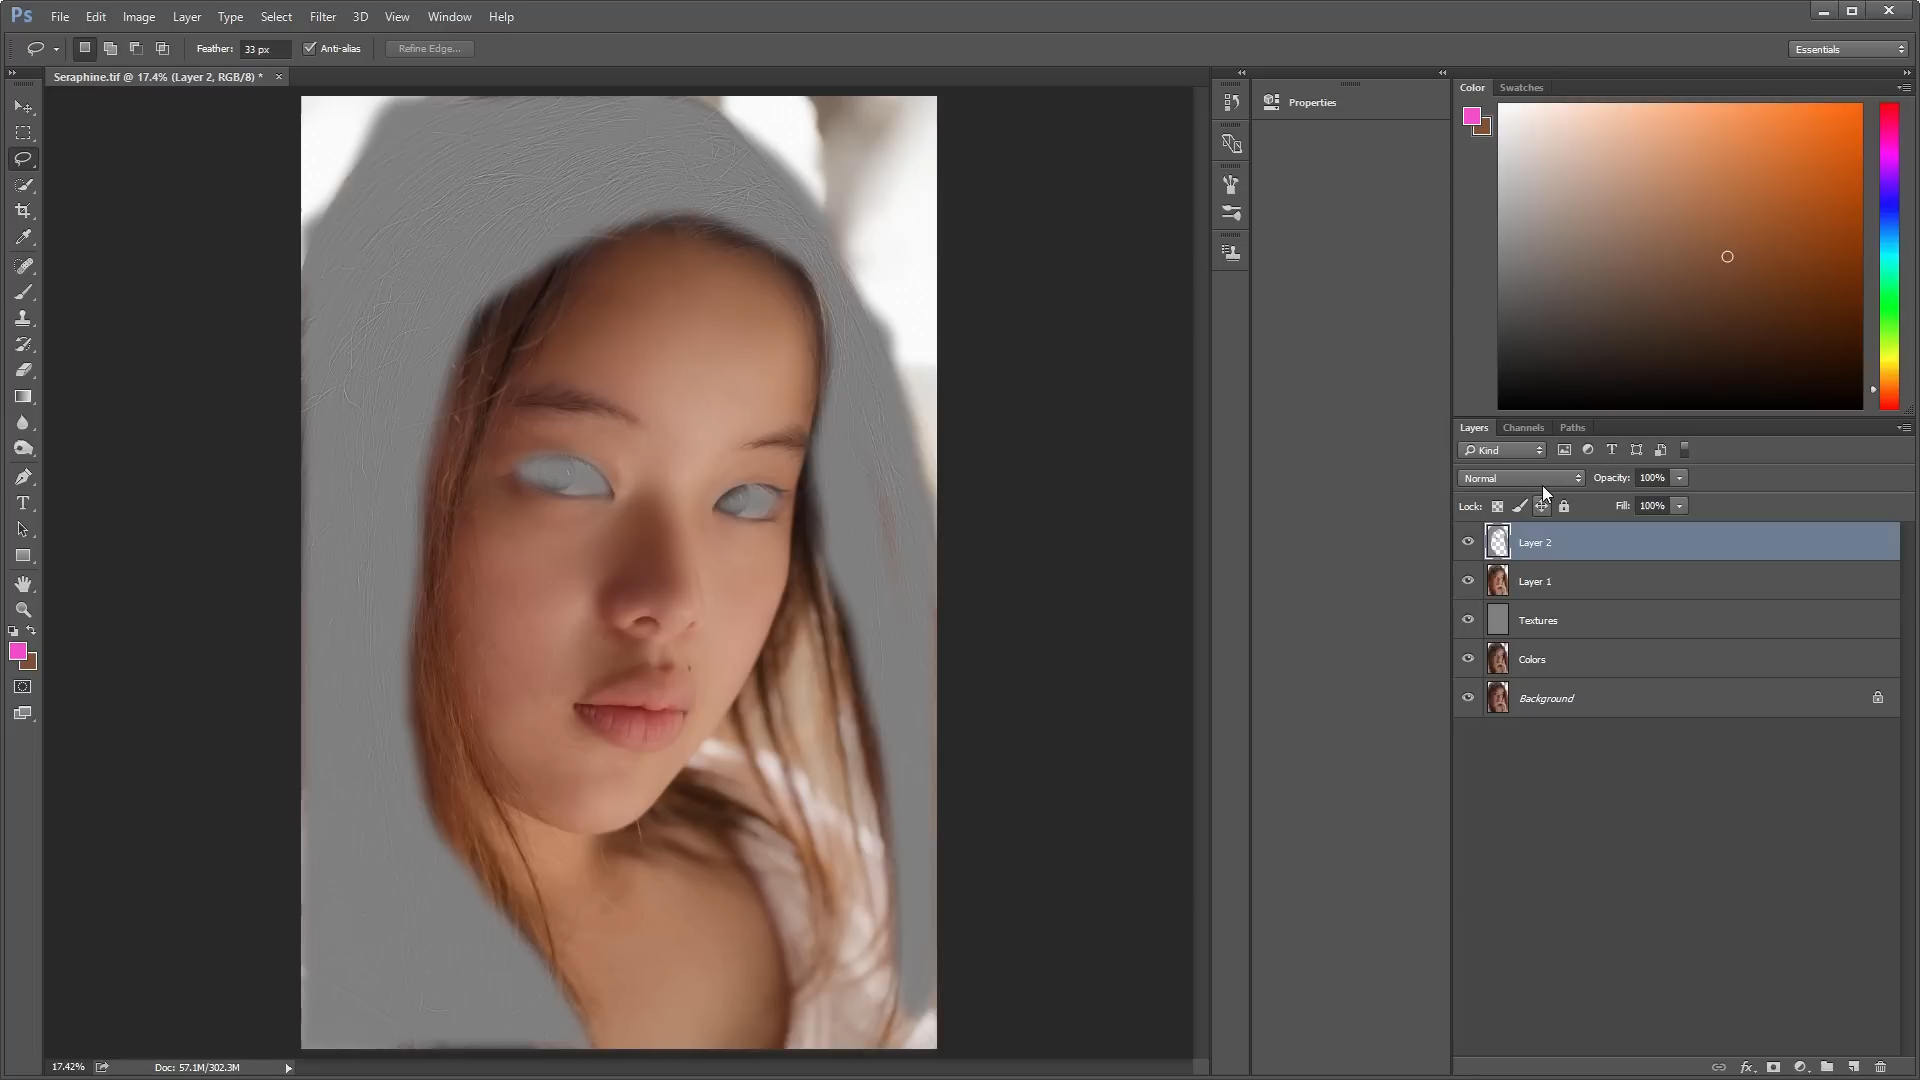 Ps File Edit Image Layer Type Select Filter 3D View Window Help
Feather: 33 px Anti-alias Refine Edge... Essentials
Seraphine.tif @ 17.4% (Layer 2, RGB/8) * ×
Properties
Color Swatches
Layers Channels Paths
Kind
Normal Opacity: 100%
Lock: Fill: 100%
Layer 2
Layer 1
Textures
Colors
Background
17.42% Doc: 57.1M/302.3M